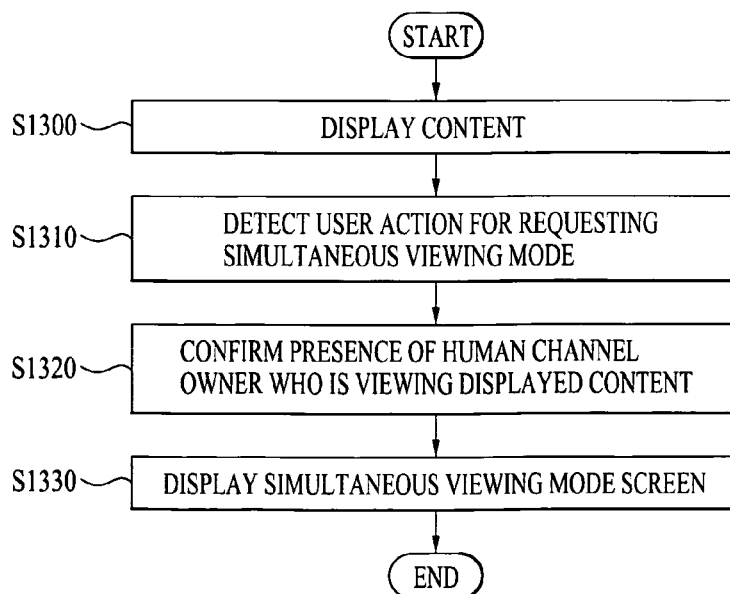 START
S1300
DISPLAY CONTENT
S1310
DETECT USER ACTION FOR REQUESTING
SIMULTANEOUS VIEWING MODE
S1320
CONFIRM PRESENCE OF HUMAN CHANNEL
OWNER WHO IS VIEWING DISPLAYED CONTENT
S1330
DISPLAY SIMULTANEOUS VIEWING MODE SCREEN
END